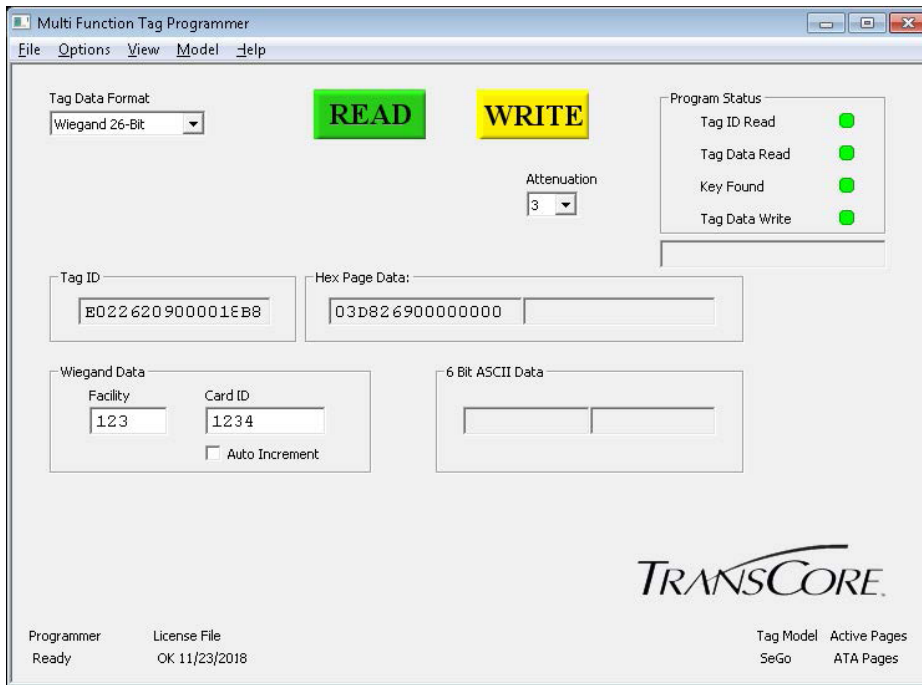 Multi Function Tag Programmer
File Options View Model Help
Tag Data Format
Wiegand 26-Bit
READ
WRITE
Attenuation
3
Program Status
Tag ID Read
Tag Data Read
Key Found
Tag Data Write
Tag ID
E0226209000018B8
Hex Page Data:
03D826900000000
Wiegand Data
Facility
Card ID
123
1234
Auto Increment
6 Bit ASCII Data
TRANSCORE.
Programmer
License File
Tag Model
Active Pages
Ready
OK 11/23/2018
SeGo
ATA Pages